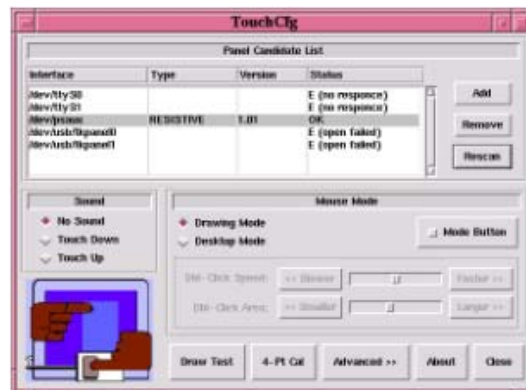 TouchCfg
Panel Candidate List
Interface Type Version Status
/dev/ttyS0 E (no responce)
/dev/ttyS1 E (no responce)
/dev/psaux RESISTIVE 1.01 OK
/dev/usb/tkpanel0 E (open failed)
/dev/usb/tkpanel1 E (open failed)
Add
Remove
Rescan
Sound
No Sound
Touch Down
Touch Up
Mouse Mode
Drawing Mode
Desktop Mode
Mode Button
Dbl-Click Speed: << Slower Faster >>
Dbl-Click Area: << Smaller Larger >>
Draw Test 4-Pt Cal Advanced >> About Close